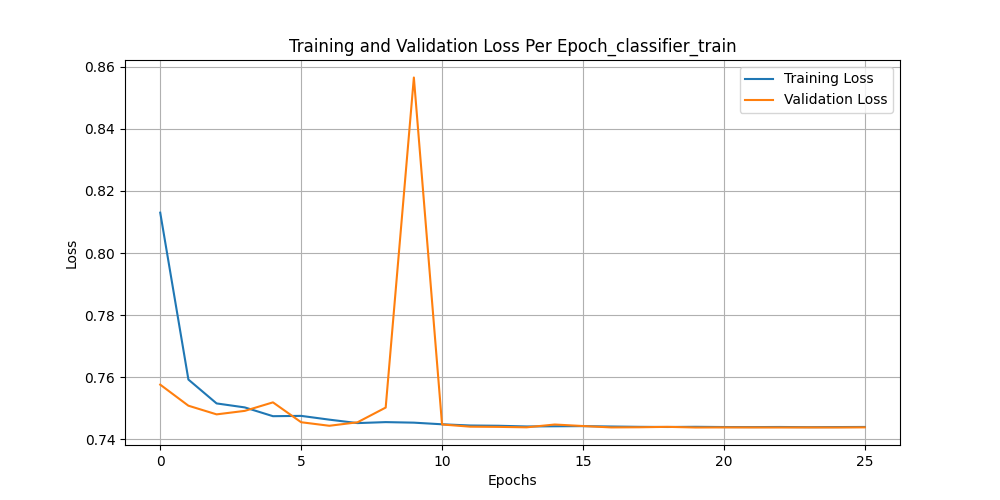 Training and Validation Loss Per Epoch_classifier_train
Training Loss
Validation Loss
Loss
0.86
0.84
0.82
0.80
0.78
0.76
0.74
0 5 10 15 20 25
Epochs